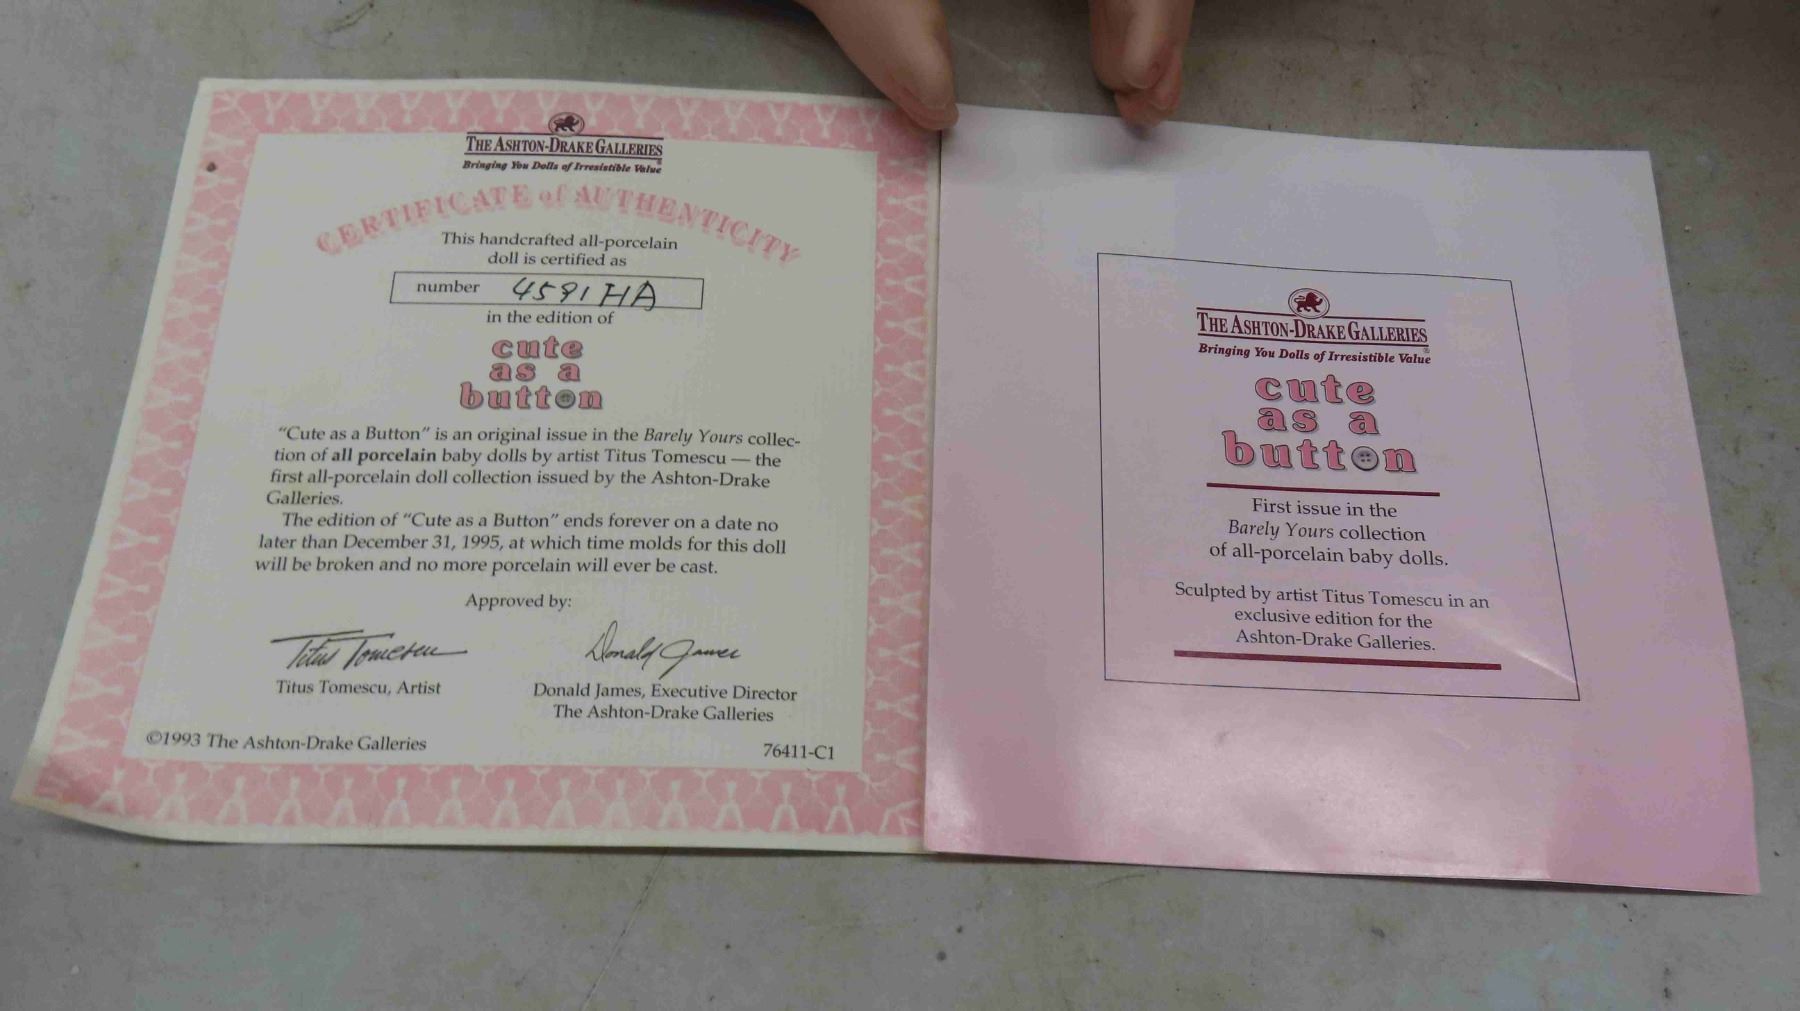 THE ASHTON-DRAKE GALLERIES
Bringing You Dolls of Irresistible Value®
CERTIFICATE of AUTHENTICITY
This handcrafted all-porcelain
doll is certified as
number 4591 HA
in the edition of
cute
as a
button
“Cute as a Button” is an original issue in the Barely Yours collec-
tion of all porcelain baby dolls by artist Titus Tomescu — the
first all-porcelain doll collection issued by the Ashton-Drake
Galleries.
The edition of “Cute as a Button” ends forever on a date no
later than December 31, 1995, at which time molds for this doll
will be broken and no more porcelain will ever be cast.
Approved by:
Titus Tomescu
Donald James
Titus Tomescu, Artist
Donald James, Executive Director
The Ashton-Drake Galleries
©1993 The Ashton-Drake Galleries
76411-C1
THE ASHTON-DRAKE GALLERIES
Bringing You Dolls of Irresistible Value®
cute
as a
button
First issue in the
Barely Yours collection
of all-porcelain baby dolls.
Sculpted by artist Titus Tomescu in an
exclusive edition for the
Ashton-Drake Galleries.